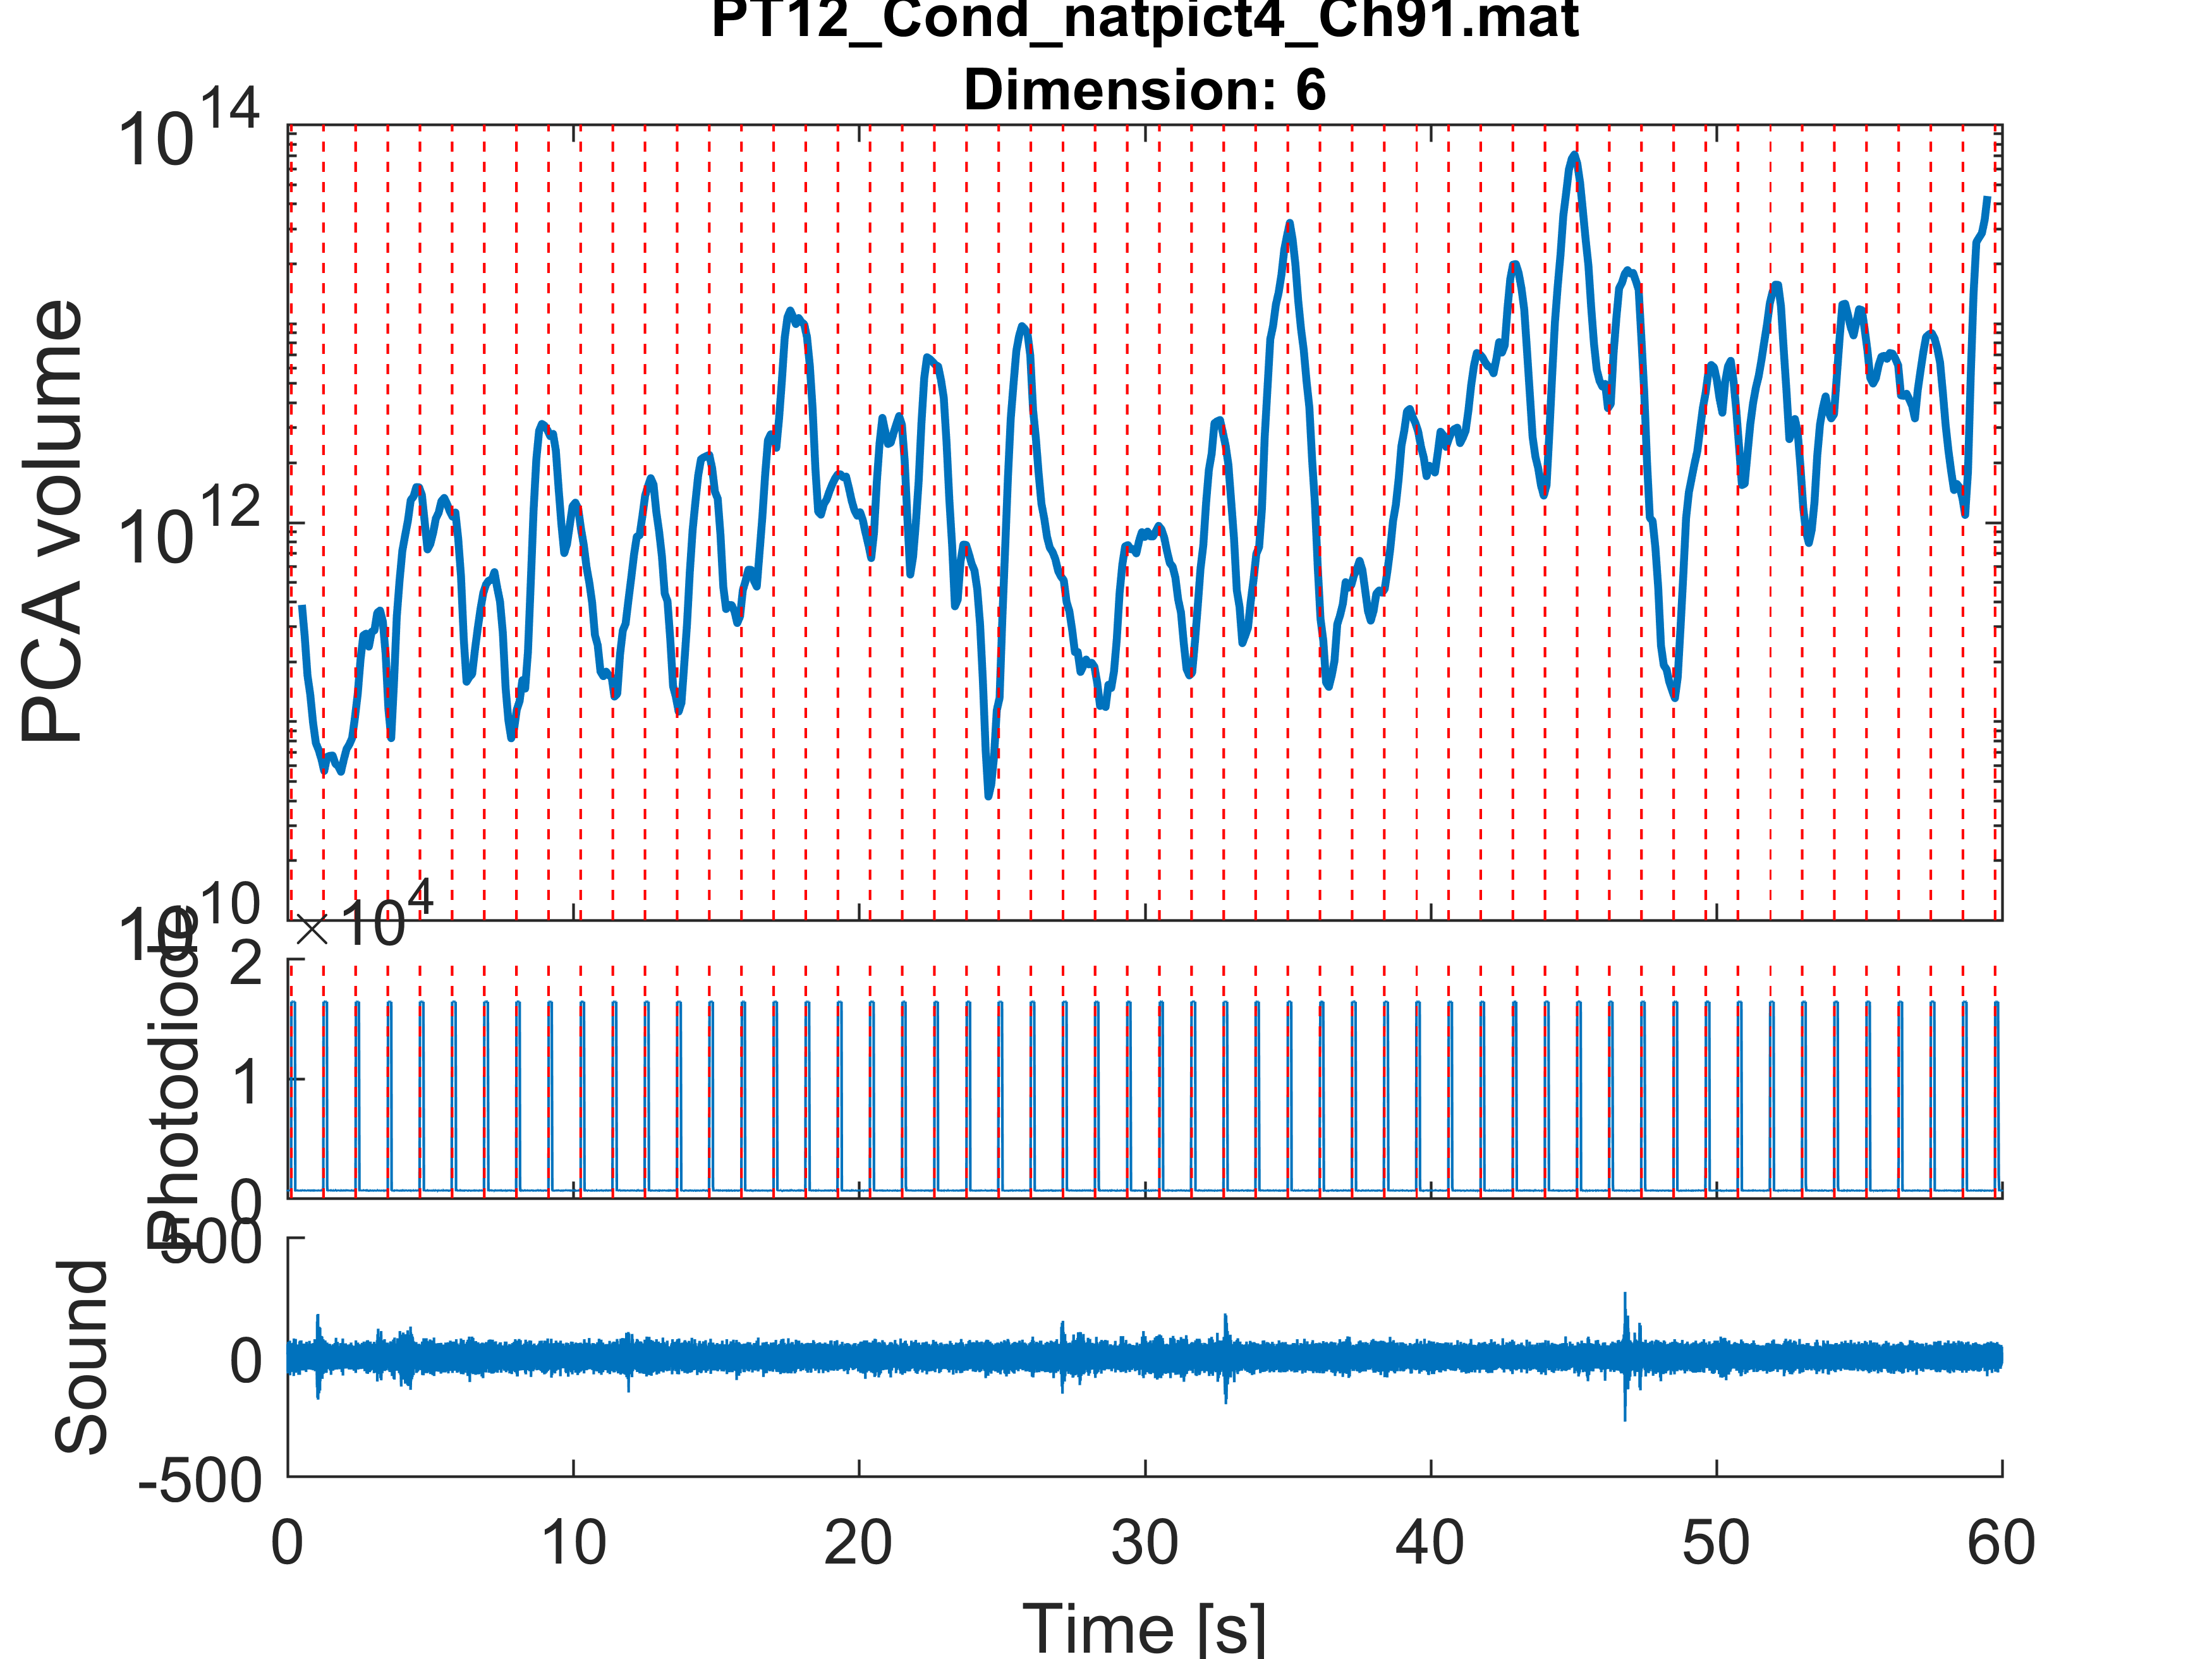 PT12_Cond_natpict4_Ch91.mat
Dimension: 6
PCA volume
10^14
10^12
10^10
× 10^4
Photodiode
2
1
0
Sound
500
0
-500
0 10 20 30 40 50 60
Time [s]